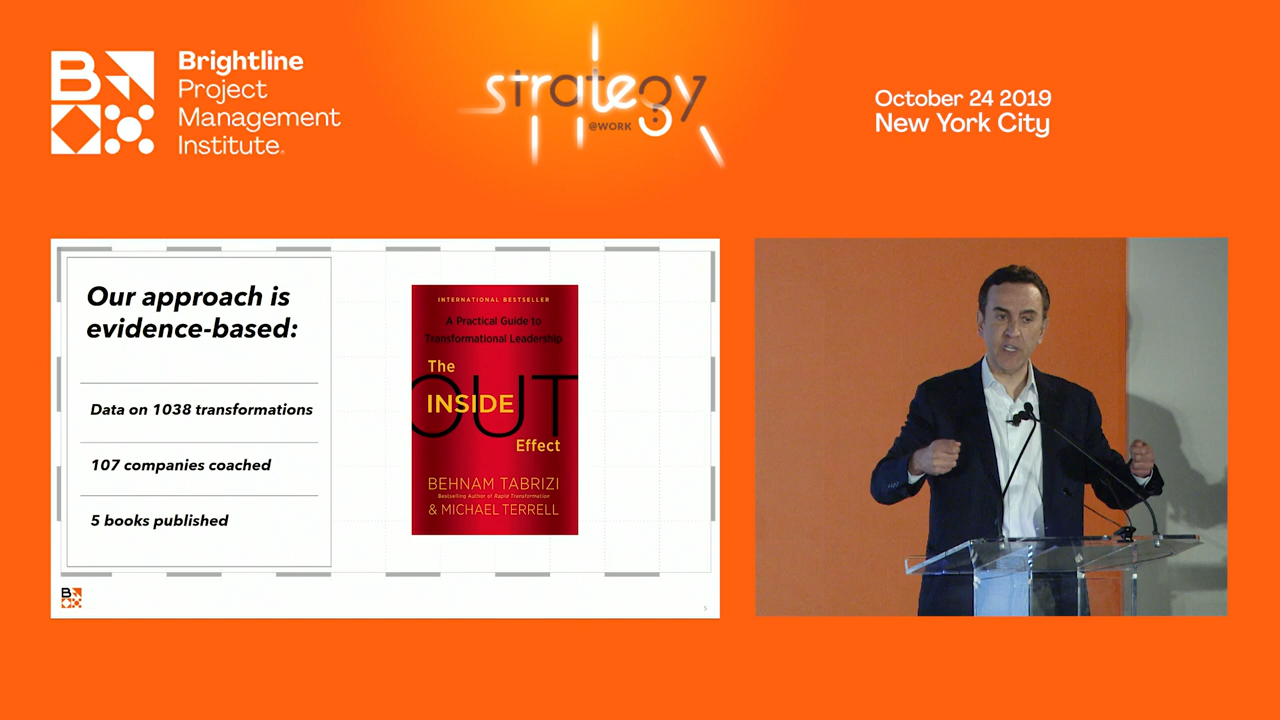 Brightline
Project
Management
Institute.
strategy
@WORK
October 24 2019
New York City
Our approach is
evidence-based:
Data on 1038 transformations
107 companies coached
5 books published
INTERNATIONAL BESTSELLER
A Practical Guide to
Transformational Leadership
The
OUT
INSIDE
Effect
BEHNAM TABRIZI
Bestselling Author of Rapid Transformation
& MICHAEL TERRELL
B
5